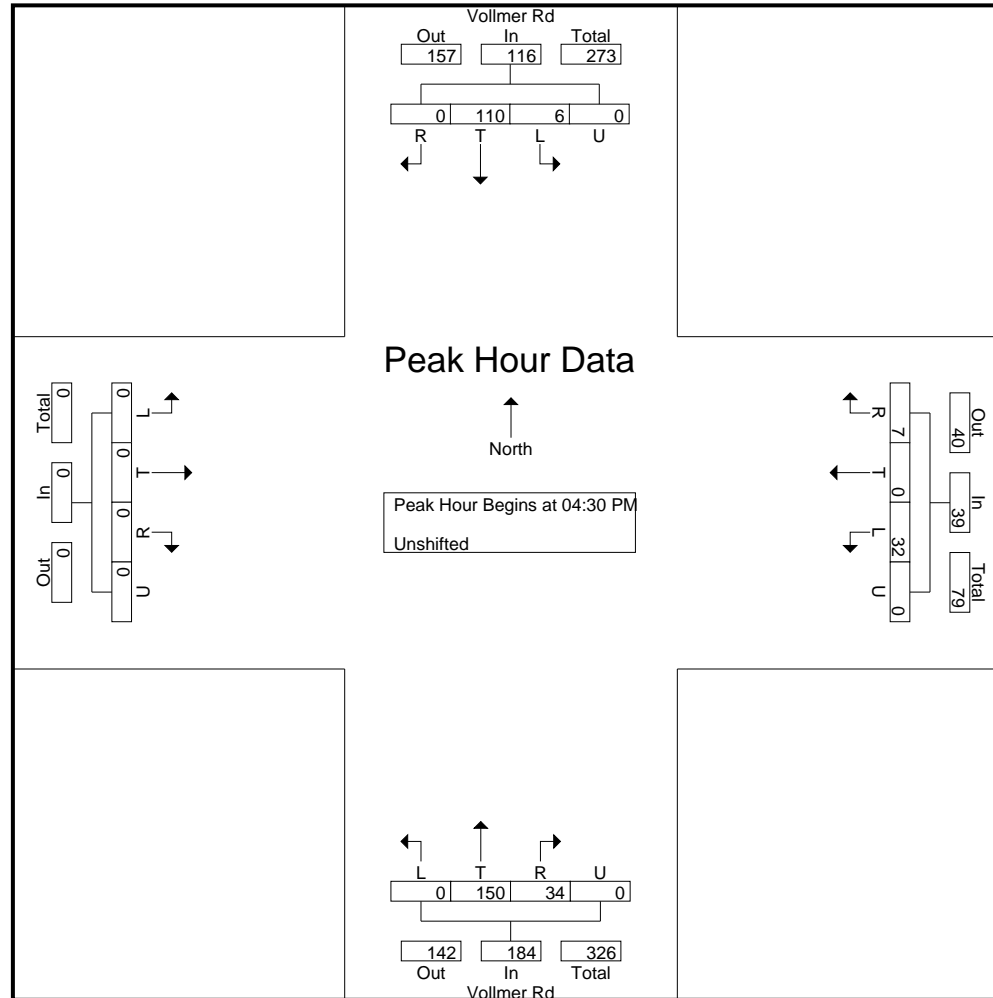 Vollmer Rd
Out In Total
157 116 273
0 110 6 0
R T L U
Peak Hour Data
North
Peak Hour Begins at 04:30 PM
Unshifted
Total In Out
0 0 0
0 0 0 0
L T R U
R T L U
7 0 32 0
Out In Total
40 39 79
L T R U
0 150 34 0
142 184 326
Out In Total
Vollmer Rd